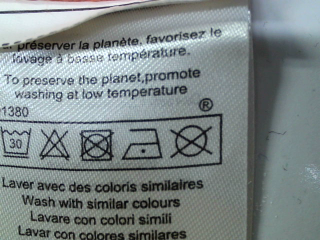 préserver la planète, favorisez le
lavage à basse température.
To preserve the planet,promote
washing at low temperature
1380
®
30
Laver avec des coloris similaires
Wash with similar colours
Lavare con colori simili
Lavar con colores similares